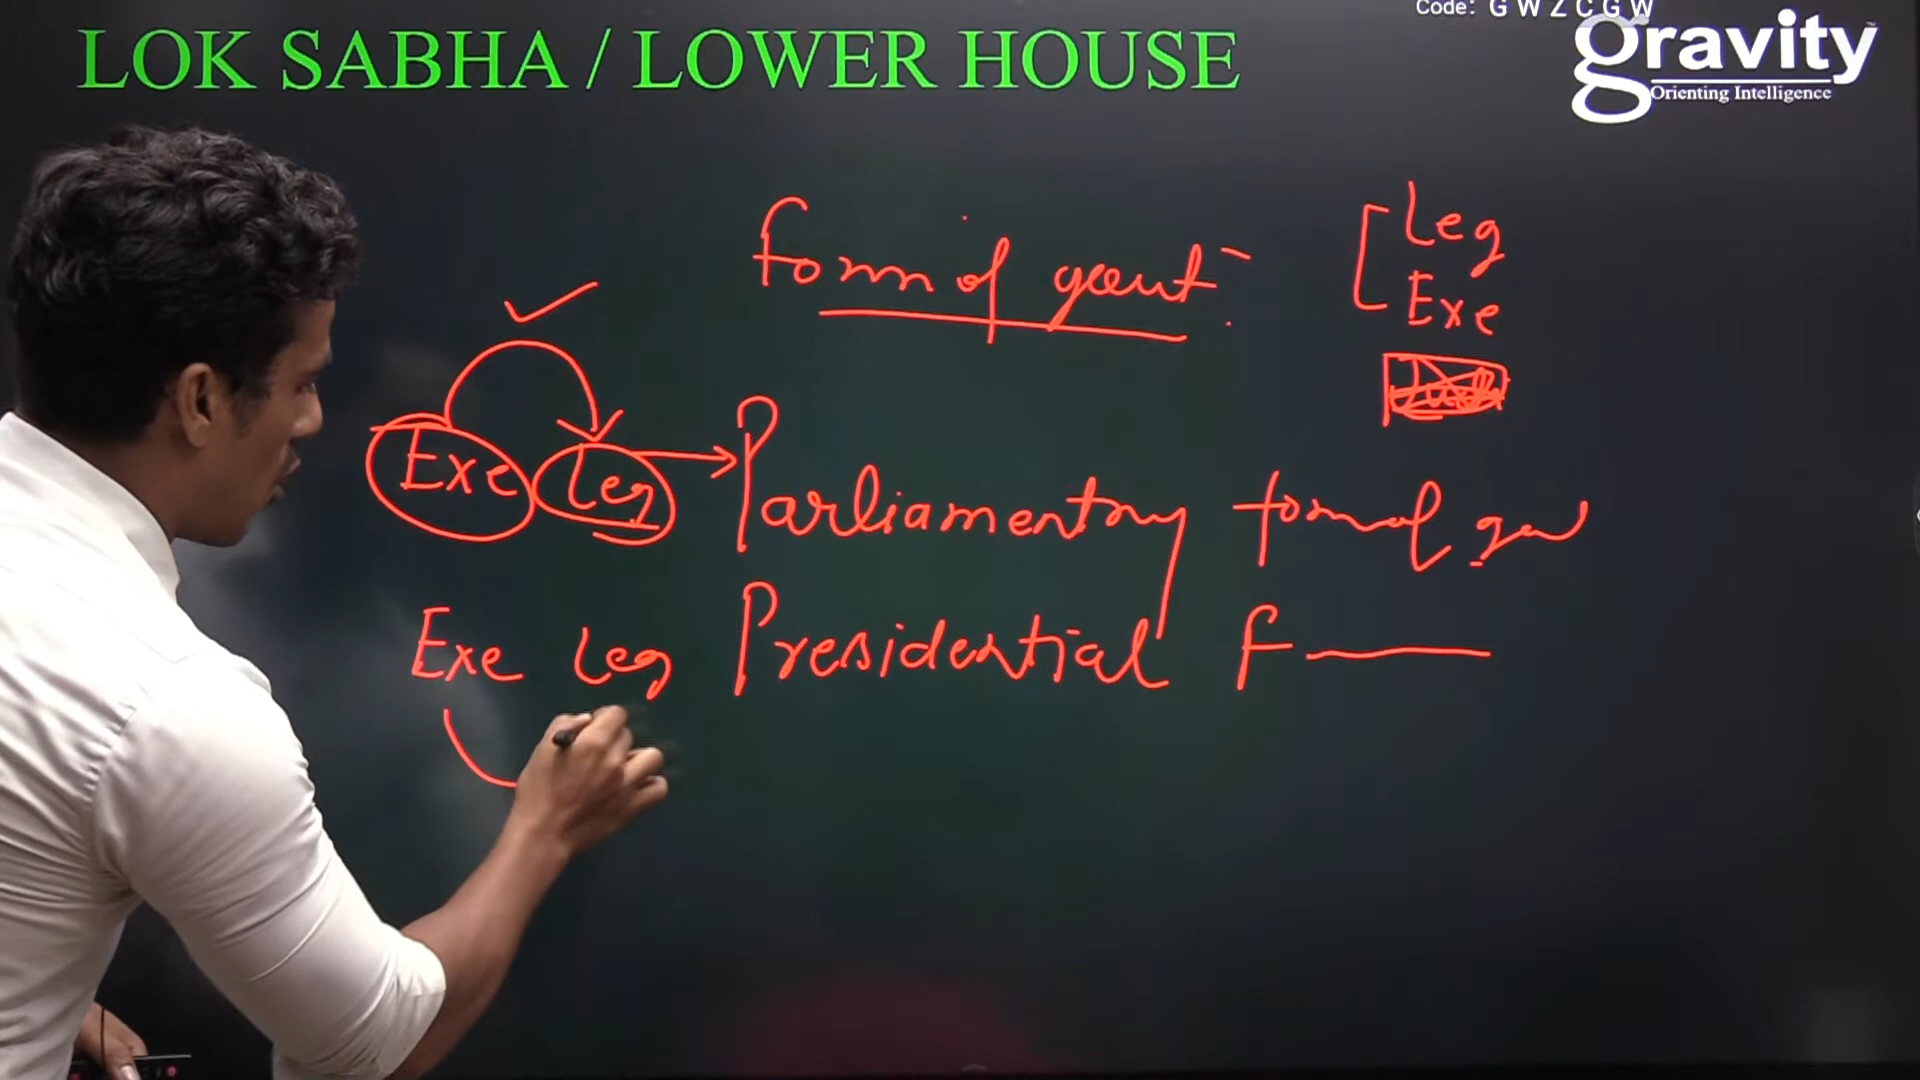 Code: G W Z C G W
LOK SABHA / LOWER HOUSE
gravity
Orienting Intelligence
Form of govt :-
Leg
Exe
Exe Leg → Parliamentry form of gov
Exe Leg Presidential F